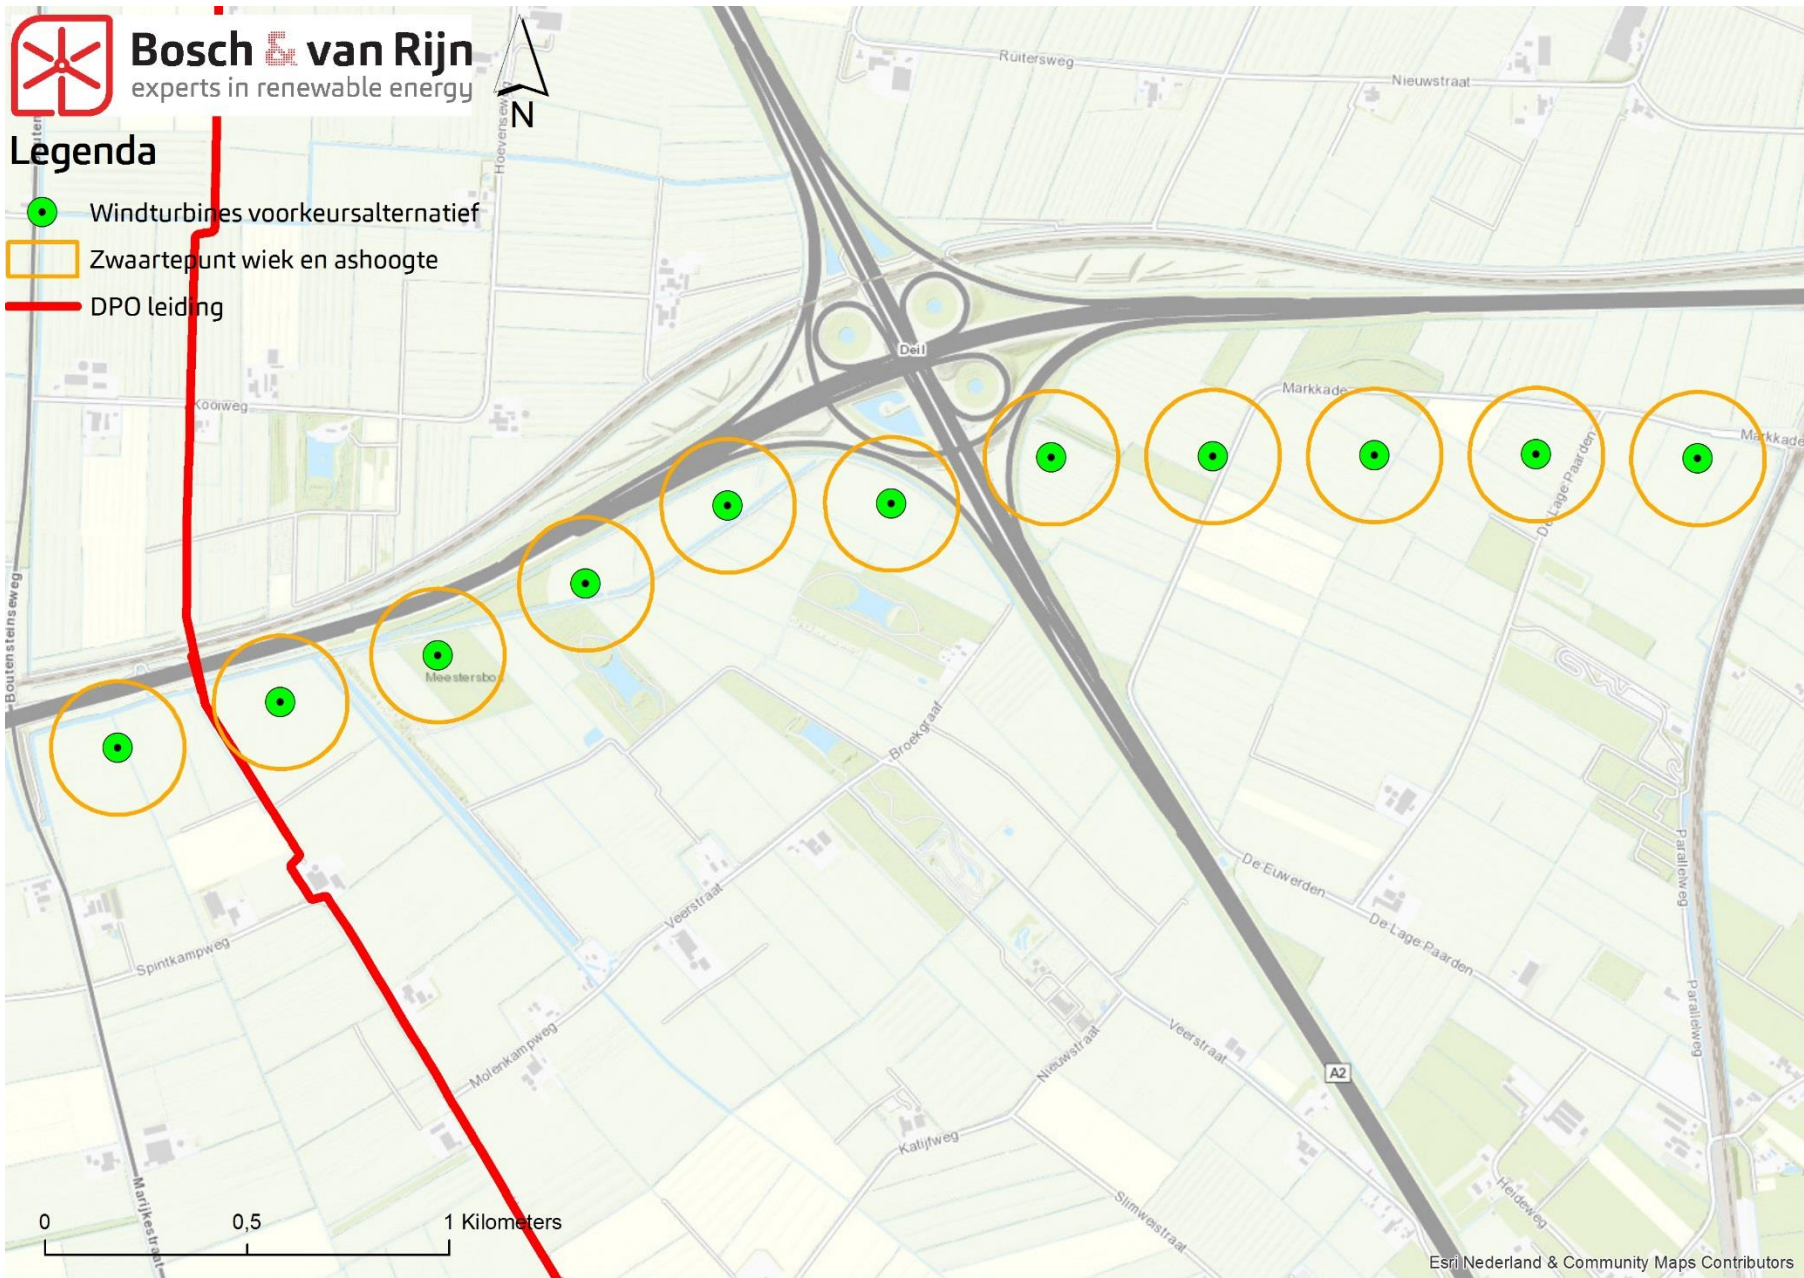 Bosch & van Rijn
experts in renewable energy
N
Legenda
Windturbines voorkeursalternatief
Zwaartepunt wiek en ashoogte
DPO leiding
Hoevenseweg
Ruitersweg
Nieuwstraat
Deil
Kooiweg
Markkade
Markkade
De Lage Paarden
Boutensteinseweg
Meestersbos
Broekgraaf
Veerstraat
Spintkampweg
Molenkampweg
De Euwerden
De Lage Paarden
Parallelweg
Parallelweg
Veerstraat
Nieuwstraat
A2
Katijfweg
Slimweistraat
Heideweg
Marijkestraat
0 0,5 1 Kilometers
Esri Nederland & Community Maps Contributors